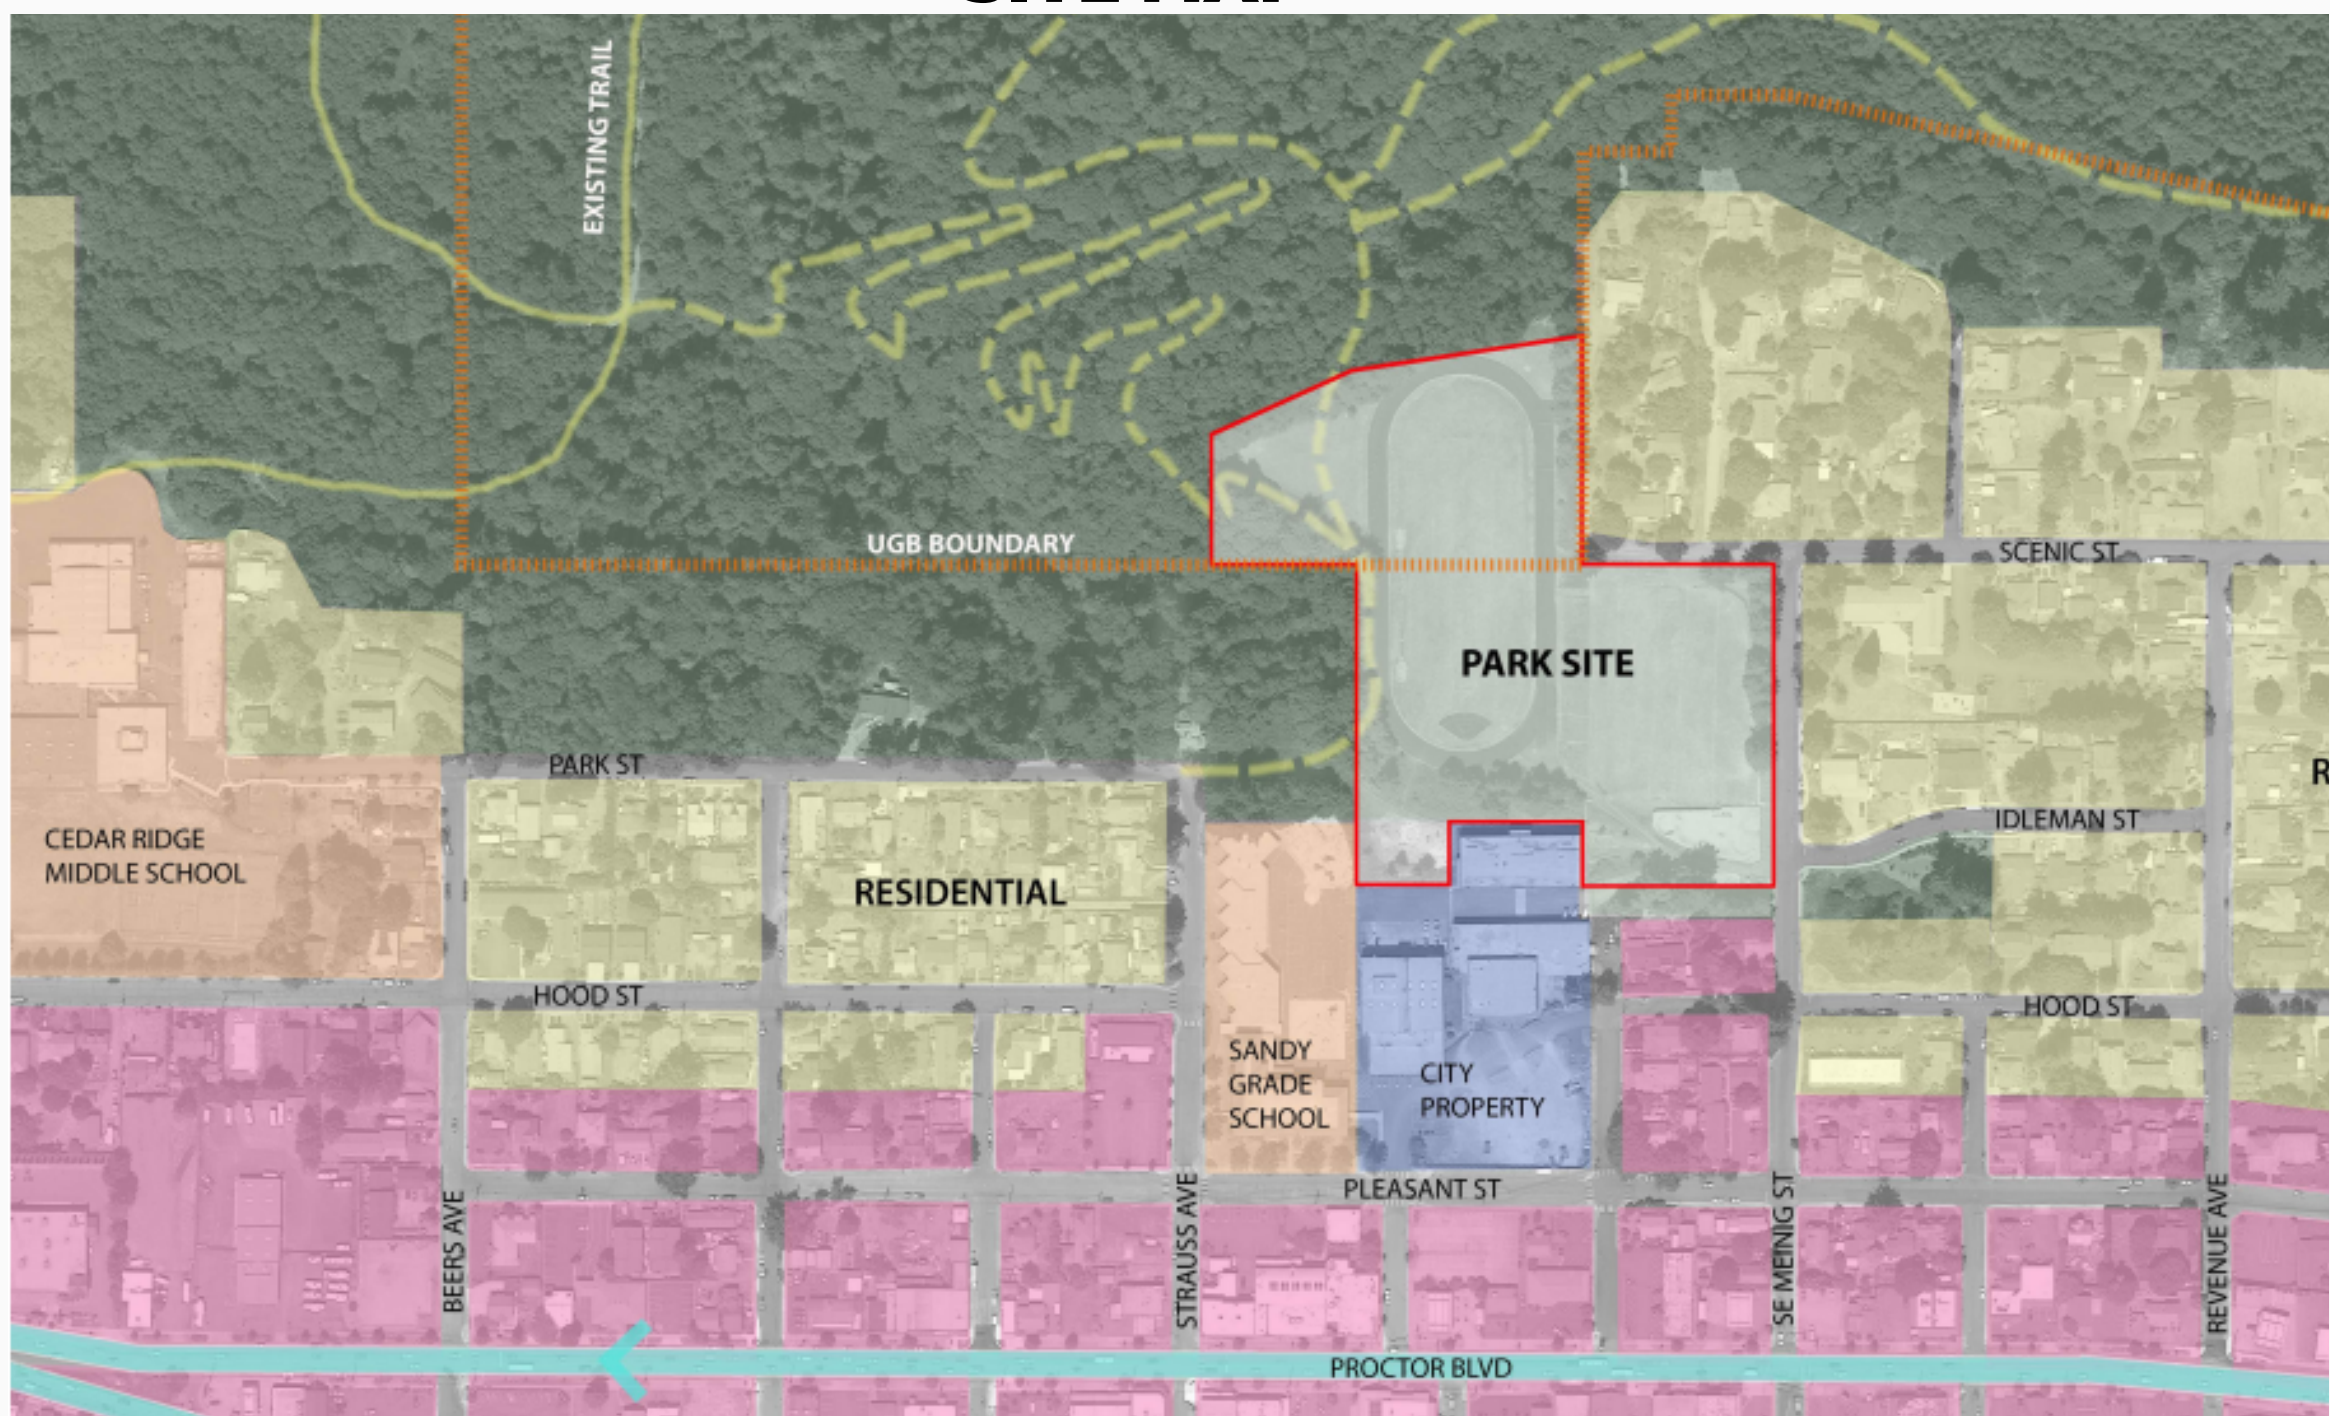 EXISTING TRAIL
UGB BOUNDARY
SCENIC ST
PARK SITE
PARK ST
IDLEMAN ST
CEDAR RIDGE
MIDDLE SCHOOL
RESIDENTIAL
HOOD ST
HOOD ST
SANDY
GRADE
SCHOOL
CITY
PROPERTY
PLEASANT ST
BEERS AVE
STRAUSS AVE
SE MEINIG ST
REVENUE AVE
PROCTOR BLVD